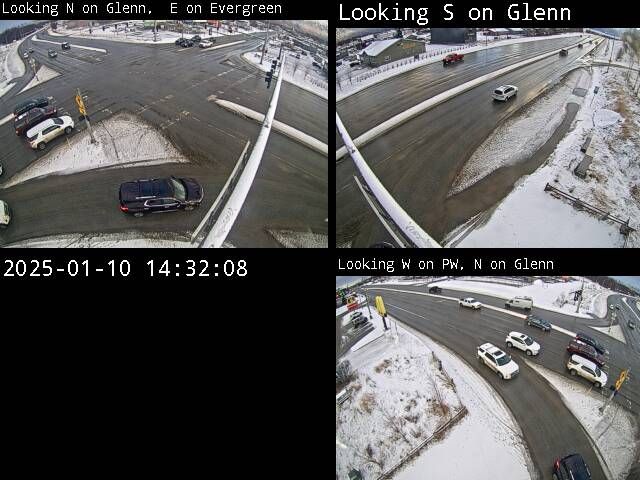 Looking N on Glenn,  E on Evergreen
Looking S on Glenn
2025-01-10 14:32:08
Looking W on PW, N on Glenn